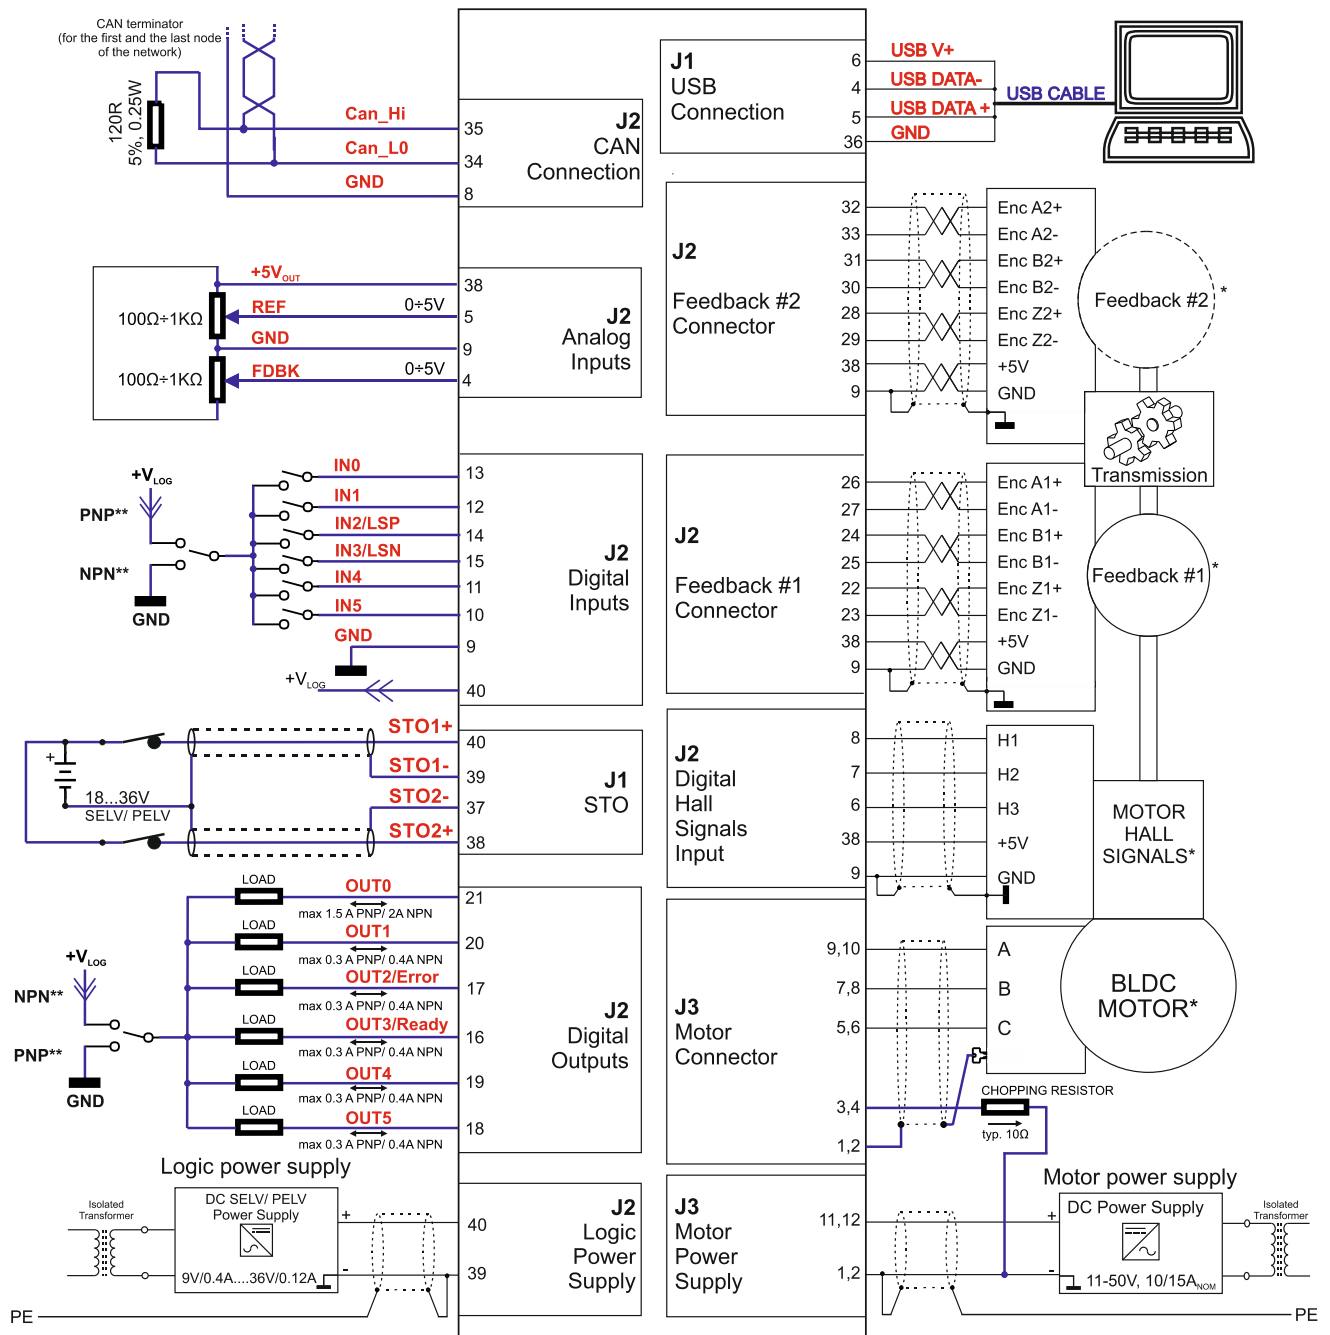 CAN terminator
(for the first and the last node
of the network)
120R
5%, 0.25W
Can_Hi
35
Can_L0
34
GND
8
J2
CAN
Connection
J1
USB
Connection
6
4
5
36
USB V+
USB DATA-
USB DATA +
GND
USB CABLE
+5VOUT
38
REF
0÷5V
5
100Ω÷1KΩ
GND
9
FDBK
0÷5V
4
100Ω÷1KΩ
J2
Analog
Inputs
J2
Feedback #2
Connector
32
33
31
30
28
29
38
9
Enc A2+
Enc A2-
Enc B2+
Enc B2-
Enc Z2+
Enc Z2-
+5V
GND
Feedback #2
*
Transmission
+VLOG
PNP**
NPN**
GND
IN0
13
IN1
12
IN2/LSP
14
IN3/LSN
15
IN4
11
IN5
10
GND
9
+VLOG
40
J2
Digital
Inputs
J2
Feedback #1
Connector
26
27
24
25
22
23
38
9
Enc A1+
Enc A1-
Enc B1+
Enc B1-
Enc Z1+
Enc Z1-
+5V
GND
Feedback #1
*
STO1+
40
STO1-
39
STO2-
37
STO2+
38
+
18...36V
SELV/ PELV
J1
STO
J2
Digital
Hall
Signals
Input
8
7
6
38
9
H1
H2
H3
+5V
GND
MOTOR
HALL
SIGNALS*
LOAD
OUT0
21
max 1.5 A PNP/ 2A NPN
LOAD
OUT1
20
max 0.3 A PNP/ 0.4A NPN
LOAD
OUT2/Error
17
max 0.3 A PNP/ 0.4A NPN
LOAD
OUT3/Ready
16
max 0.3 A PNP/ 0.4A NPN
LOAD
OUT4
19
max 0.3 A PNP/ 0.4A NPN
LOAD
OUT5
18
max 0.3 A PNP/ 0.4A NPN
+VLOG
NPN**
PNP**
GND
J2
Digital
Outputs
J3
Motor
Connector
9,10
7,8
5,6
3,4
1,2
A
B
C
BLDC
MOTOR*
CHOPPING RESISTOR
typ. 10Ω
Logic power supply
Isolated
Transformer
DC SELV/ PELV
Power Supply
9V/0.4A....36V/0.12A
+
-
40
39
J2
Logic
Power
Supply
PE
J3
Motor
Power
Supply
11,12
1,2
Motor power supply
DC Power Supply
+
-
11-50V, 10/15ANOM
Isolated
Transformer
PE